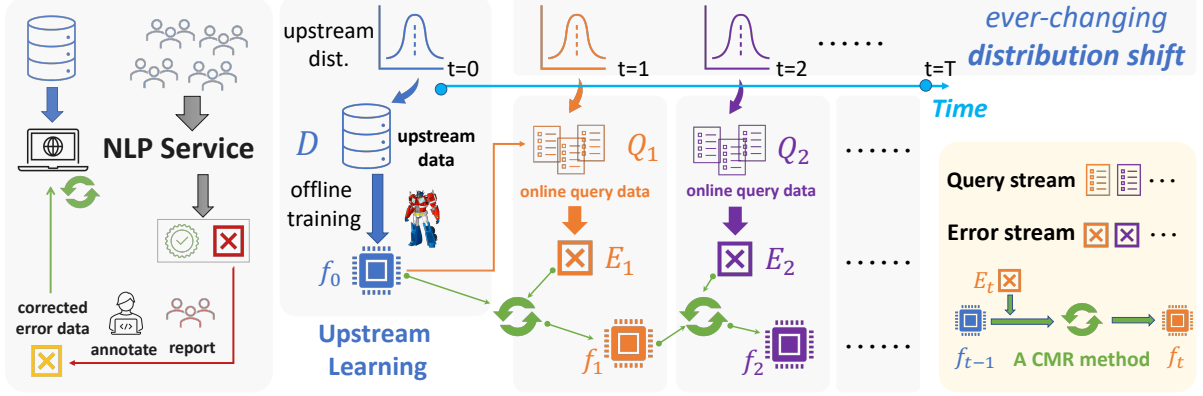 NLP Service
corrected
error data
annotate
report
upstream
dist.
t=0
t=1
t=2
......
t=T
ever-changing
distribution shift
Time
D
upstream
data
offline
training
f0
Upstream
Learning
Q1
online query data
E1
f1
Q2
online query data
E2
f2
......
......
......
Query stream ...
Error stream ...
Et
ft−1
A CMR method
ft